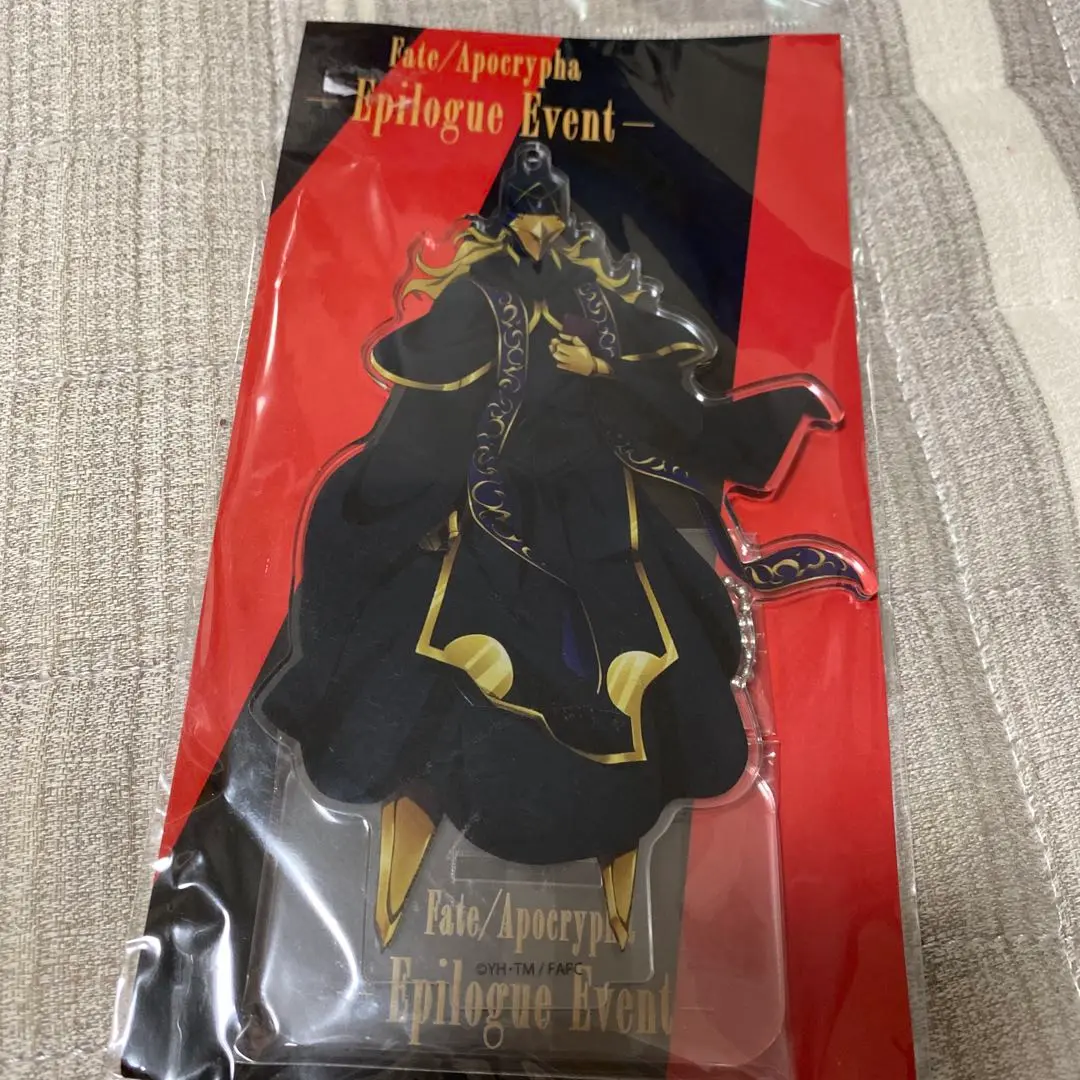 Fate/Apocrypha
— Epilogue Event —
Fate/Apocrypha
©YH・TM / FAPC
Epilogue Event